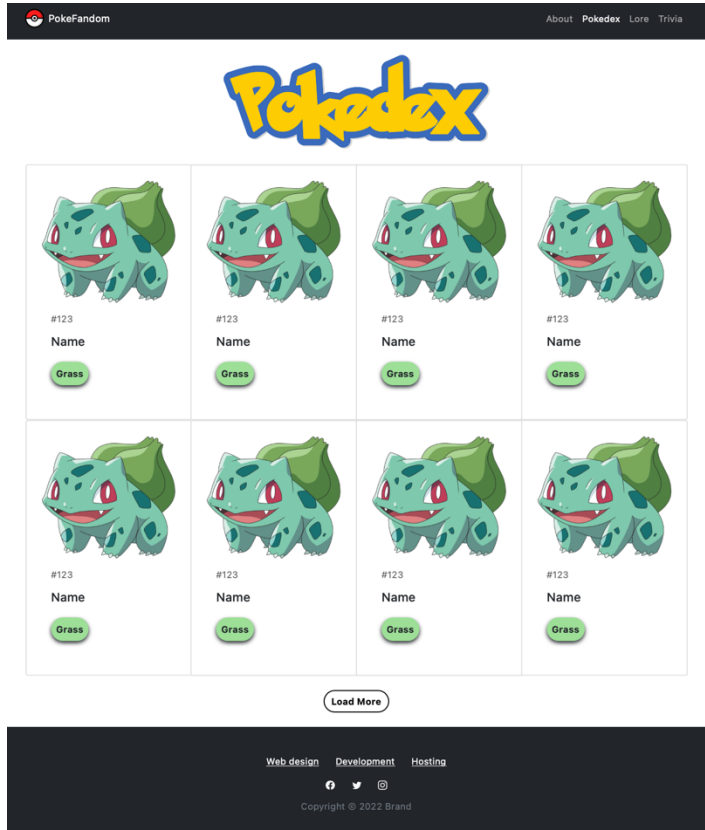 PokeFandom About Pokedex Lore Trivia
Pokedex
#123 #123 #123 #123
Name Name Name Name
Grass Grass Grass Grass
#123 #123 #123 #123
Name Name Name Name
Grass Grass Grass Grass
Load More
Web design Development Hosting
Copyright © 2022 Brand